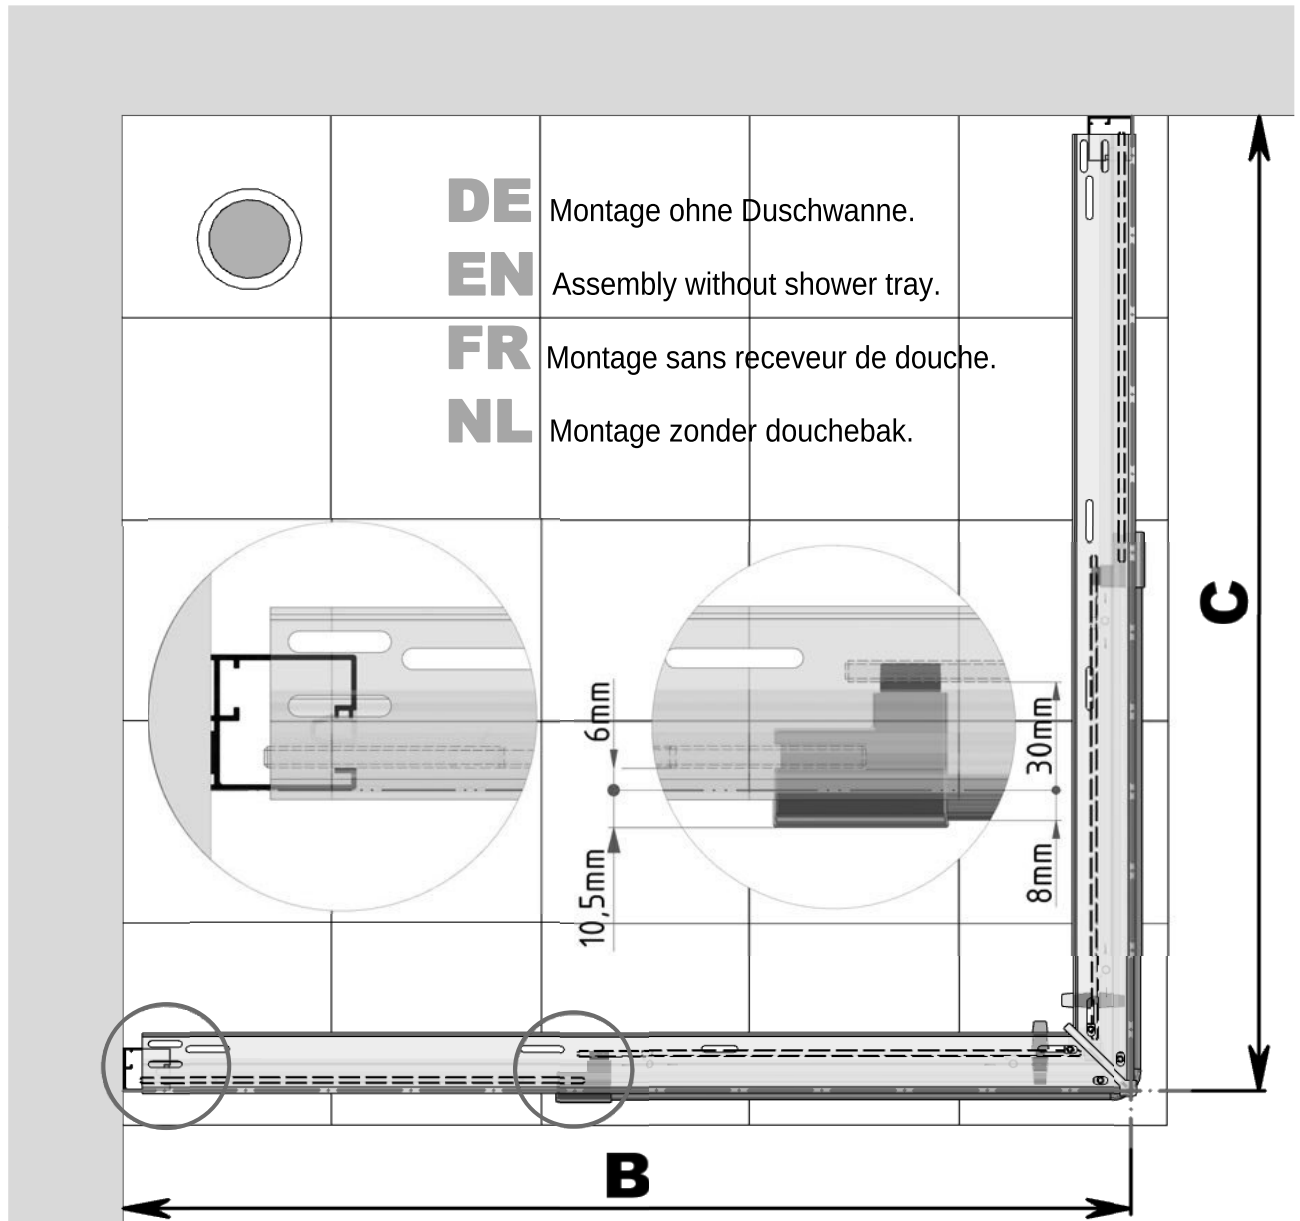 DE Montage ohne Duschwanne.
EN Assembly without shower tray.
FR Montage sans receveur de douche.
NL Montage zonder douchebak.
C
6mm
30mm
10,5mm
8mm
B